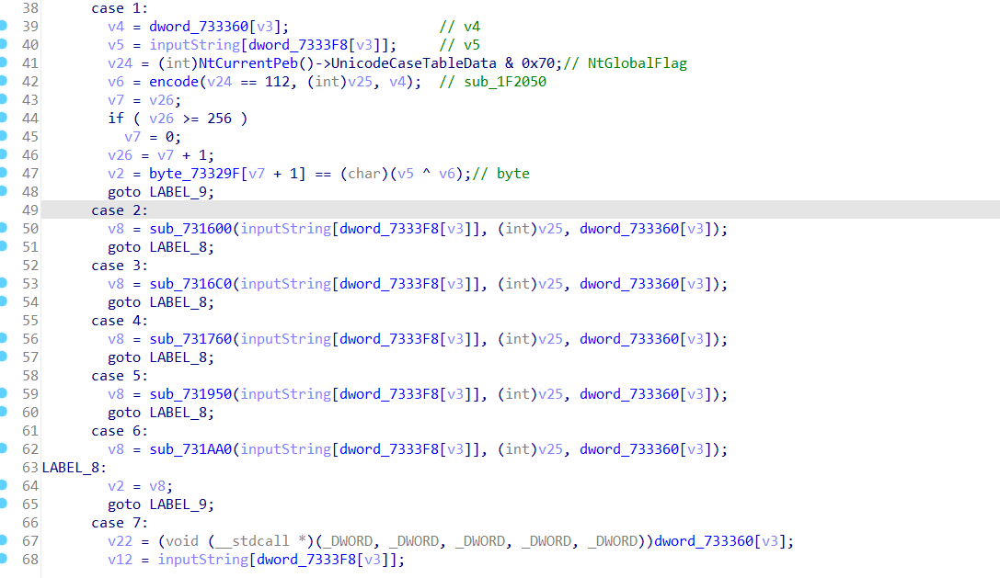 38 case 1:
39 v4 = dword_733360[v3]; // v4
40 v5 = inputString[dword_7333F8[v3]]; // v5
41 v24 = (int)NtCurrentPeb()->UnicodeCaseTableData & 0x70;// NtGlobalFlag
42 v6 = encode(v24 == 112, (int)v25, v4); // sub_1F2050
43 v7 = v26;
44 if ( v26 >= 256 )
45 v7 = 0;
46 v26 = v7 + 1;
47 v2 = byte_73329F[v7 + 1] == (char)(v5 ^ v6);// byte
48 goto LABEL_9;
49 case 2:
50 v8 = sub_731600(inputString[dword_7333F8[v3]], (int)v25, dword_733360[v3]);
51 goto LABEL_8;
52 case 3:
53 v8 = sub_7316C0(inputString[dword_7333F8[v3]], (int)v25, dword_733360[v3]);
54 goto LABEL_8;
55 case 4:
56 v8 = sub_731760(inputString[dword_7333F8[v3]], (int)v25, dword_733360[v3]);
57 goto LABEL_8;
58 case 5:
59 v8 = sub_731950(inputString[dword_7333F8[v3]], (int)v25, dword_733360[v3]);
60 goto LABEL_8;
61 case 6:
62 v8 = sub_731AA0(inputString[dword_7333F8[v3]], (int)v25, dword_733360[v3]);
63 LABEL_8:
64 v2 = v8;
65 goto LABEL_9;
66 case 7:
67 v22 = (void (__stdcall *)(_DWORD, _DWORD, _DWORD, _DWORD, _DWORD))dword_733360[v3];
68 v12 = inputString[dword_7333F8[v3]];